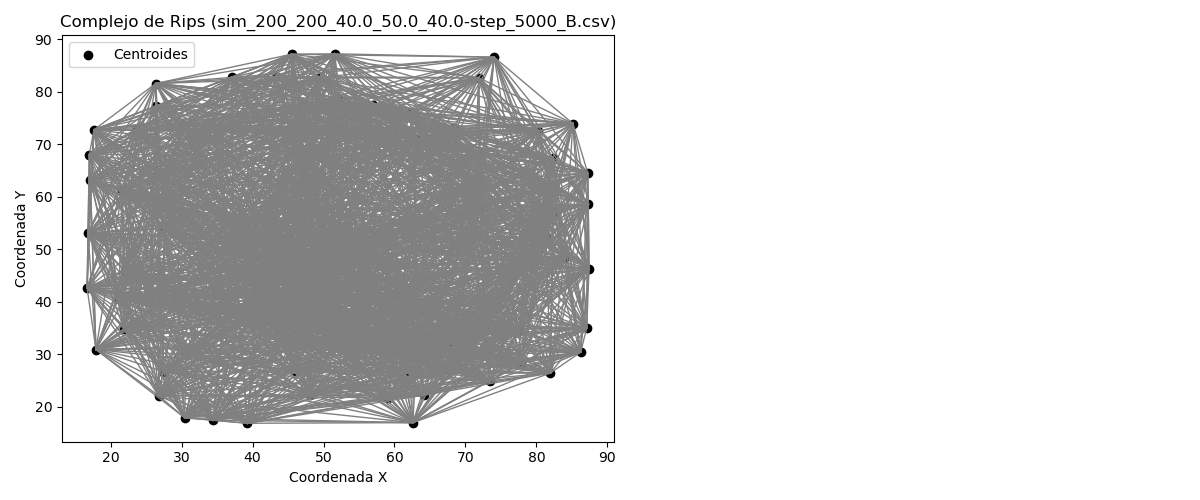 Complejo de Rips (sim_200_200_40.0_50.0_40.0-step_5000_B.csv)
Centroides
90
80
70
60
50
40
30
20
Coordenada Y
20 30 40 50 60 70 80 90
Coordenada X